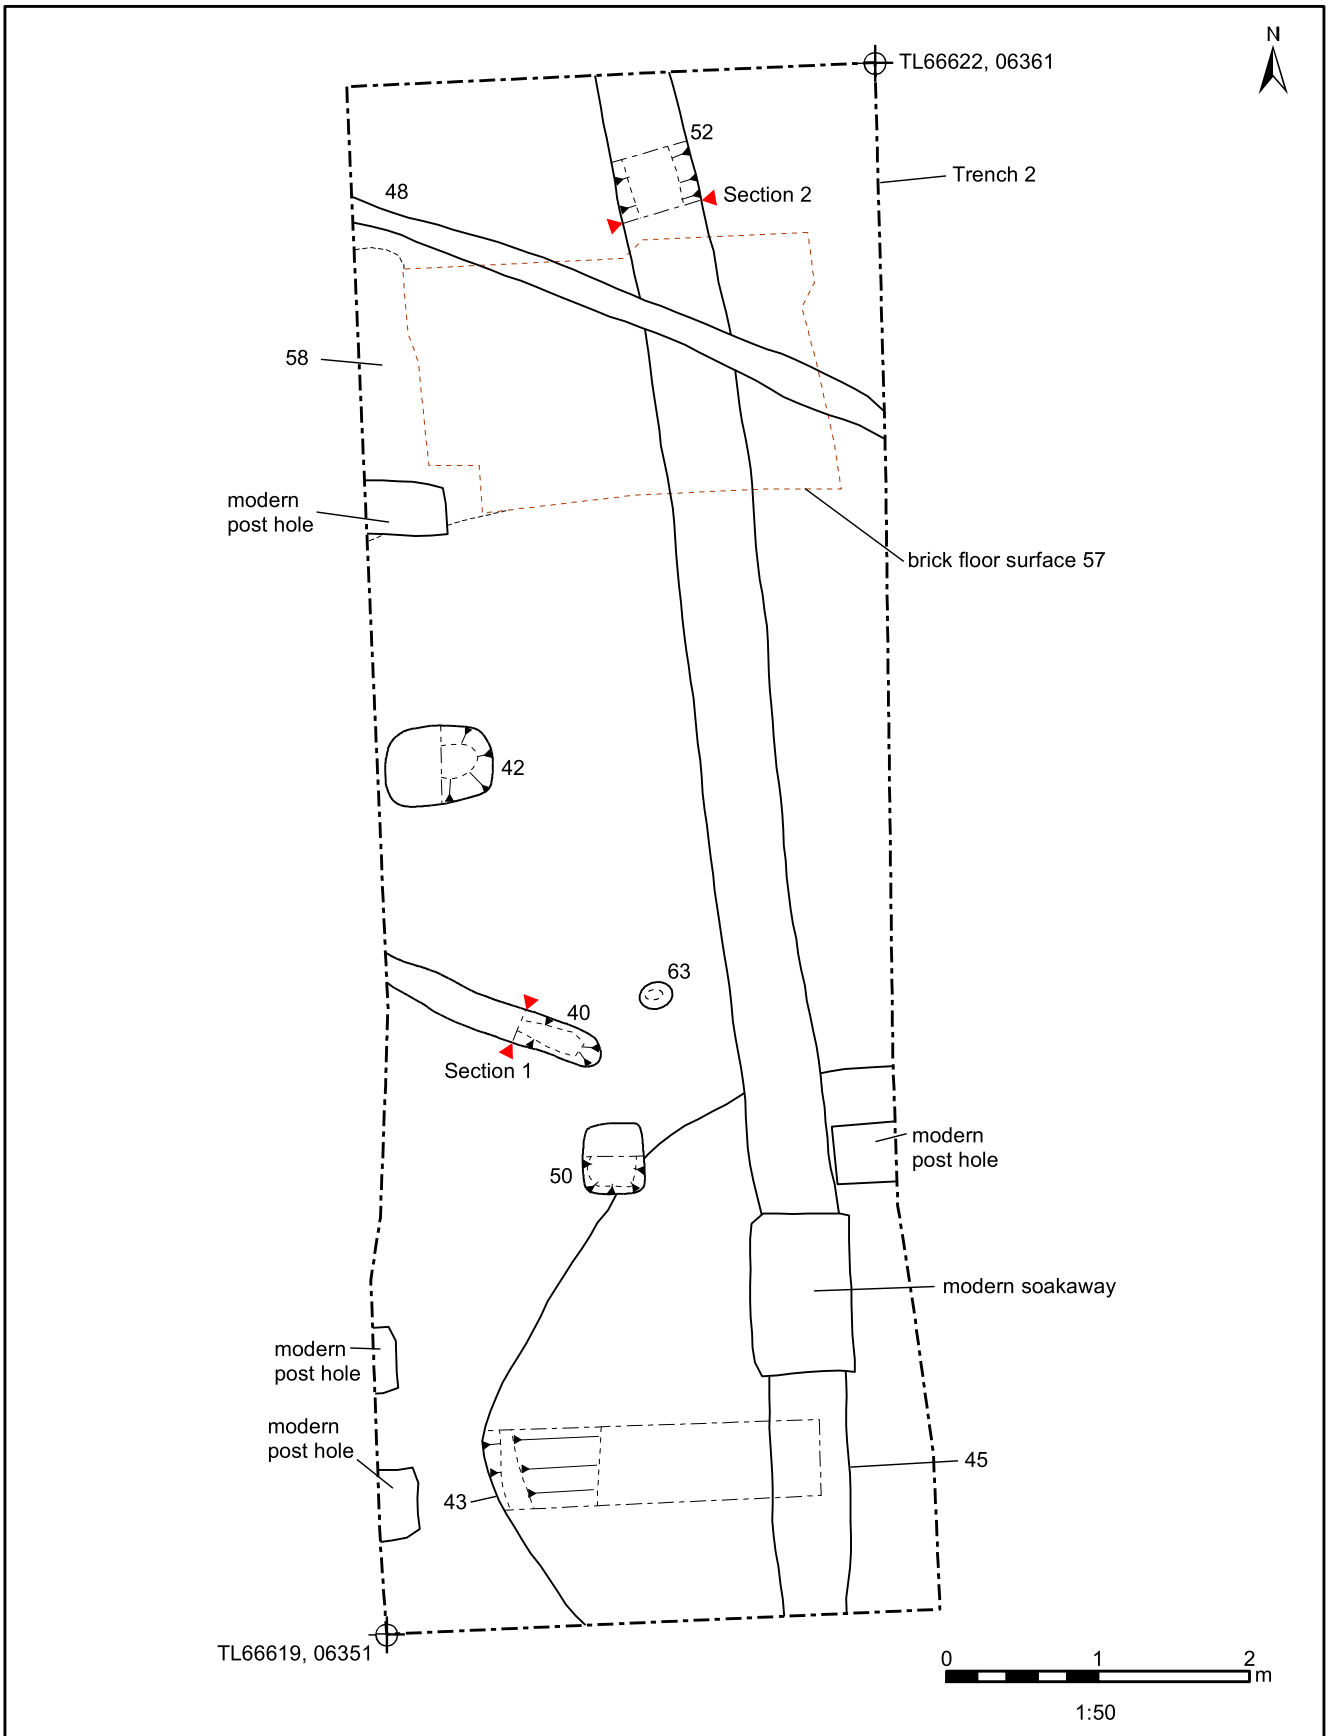 N
TL66622, 06361
52
Trench 2
48
Section 2
58
modern
post hole
brick floor surface 57
42
63
40
Section 1
modern
post hole
50
modern soakaway
modern
post hole
modern
post hole
45
43
TL66619, 06351
0 1 2
m
1:50